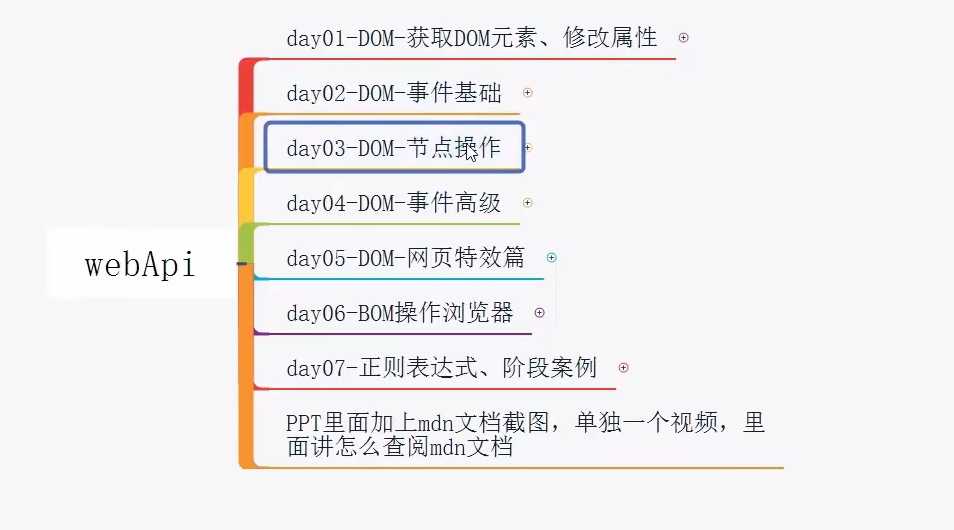 day01-DOM-获取DOM元素、修改属性
day02-DOM-事件基础
day03-DOM-节点操作
day04-DOM-事件高级
webApi
day05-DOM-网页特效篇
day06-BOM操作浏览器
day07-正则表达式、阶段案例
PPT里面加上mdn文档截图，单独一个视频，里
面讲怎么查阅mdn文档